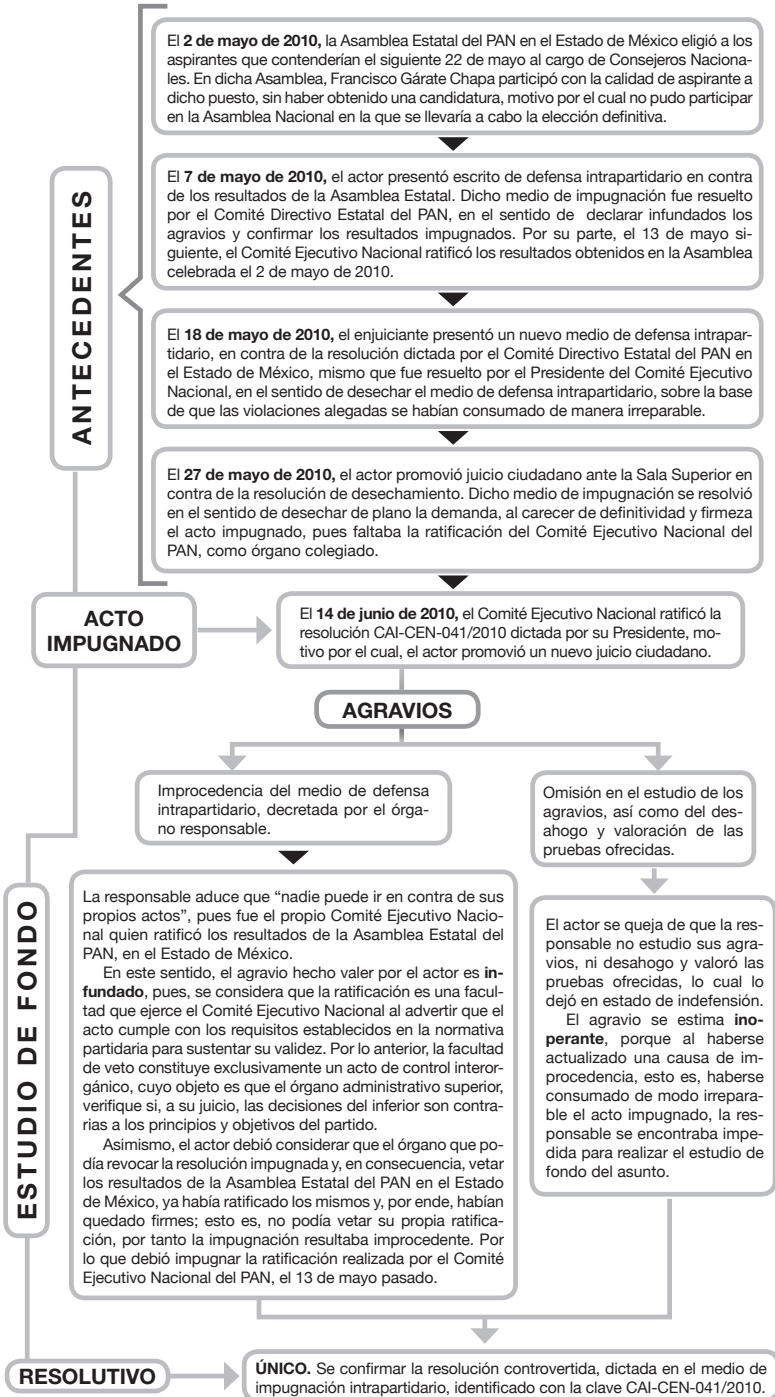 ANTECEDENTES
El 2 de mayo de 2010, la Asamblea Estatal del PAN en el Estado de México eligió a los
aspirantes que contenderían el siguiente 22 de mayo al cargo de Consejeros Naciona-
les. En dicha Asamblea, Francisco Gárate Chapa participó con la calidad de aspirante a
dicho puesto, sin haber obtenido una candidatura, motivo por el cual no pudo participar
en la Asamblea Nacional en la que se llevaría a cabo la elección definitiva.
El 7 de mayo de 2010, el actor presentó escrito de defensa intrapartidario en contra
de los resultados de la Asamblea Estatal. Dicho medio de impugnación fue resuelto
por el Comité Directivo Estatal del PAN, en el sentido de declarar infundados los
agravios y confirmar los resultados impugnados. Por su parte, el 13 de mayo si-
guiente, el Comité Ejecutivo Nacional ratificó los resultados obtenidos en la Asamblea
celebrada el 2 de mayo de 2010.
El 18 de mayo de 2010, el enjuiciante presentó un nuevo medio de defensa intrapar-
tidario, en contra de la resolución dictada por el Comité Directivo Estatal del PAN en
el Estado de México, mismo que fue resuelto por el Presidente del Comité Ejecutivo
Nacional, en el sentido de desechar el medio de defensa intrapartidario, sobre la base
de que las violaciones alegadas se habían consumado de manera irreparable.
El 27 de mayo de 2010, el actor promovió juicio ciudadano ante la Sala Superior en
contra de la resolución de desechamiento. Dicho medio de impugnación se resolvió
en el sentido de desechar de plano la demanda, al carecer de definitividad y firmeza
el acto impugnado, pues faltaba la ratificación del Comité Ejecutivo Nacional del
PAN, como órgano colegiado.
ACTO
IMPUGNADO
El 14 de junio de 2010, el Comité Ejecutivo Nacional ratificó la
resolución CAI-CEN-041/2010 dictada por su Presidente, mo-
tivo por el cual, el actor promovió un nuevo juicio ciudadano.
AGRAVIOS
ESTUDIO DE FONDO
Improcedencia del medio de defensa
intrapartidario, decretada por el órga-
no responsable.
La responsable aduce que “nadie puede ir en contra de sus
propios actos”, pues fue el propio Comité Ejecutivo Nacio-
nal quien ratificó los resultados de la Asamblea Estatal del
PAN, en el Estado de México.
En este sentido, el agravio hecho valer por el actor es in-
fundado, pues, se considera que la ratificación es una facul-
tad que ejerce el Comité Ejecutivo Nacional al advertir que el
acto cumple con los requisitos establecidos en la normativa
partidaria para sustentar su validez. Por lo anterior, la facultad
de veto constituye exclusivamente un acto de control interor-
gánico, cuyo objeto es que el órgano administrativo superior,
verifique si, a su juicio, las decisiones del inferior son contra-
rias a los principios y objetivos del partido.
Asimismo, el actor debió considerar que el órgano que po-
día revocar la resolución impugnada y, en consecuencia, vetar
los resultados de la Asamblea Estatal del PAN en el Estado
de México, ya había ratificado los mismos y, por ende, habían
quedado firmes; esto es, no podía vetar su propia ratifica-
ción, por tanto la impugnación resultaba improcedente. Por
lo que debió impugnar la ratificación realizada por el Comité
Ejecutivo Nacional del PAN, el 13 de mayo pasado.
Omisión en el estudio de los
agravios, así como del des-
ahogo y valoración de las
pruebas ofrecidas.
El actor se queja de que la res-
ponsable no estudio sus agra-
vios, ni desahogo y valoró las
pruebas ofrecidas, lo cual lo
dejó en estado de indefensión.
El agravio se estima ino-
perante, porque al haberse
actualizado una causa de im-
procedencia, esto es, haberse
consumado de modo irrepara-
ble el acto impugnado, la res-
ponsable se encontraba impe-
dida para realizar el estudio de
fondo del asunto.
RESOLUTIVO
ÚNICO. Se confirmar la resolución controvertida, dictada en el medio de
impugnación intrapartidario, identificado con la clave CAI-CEN-041/2010.